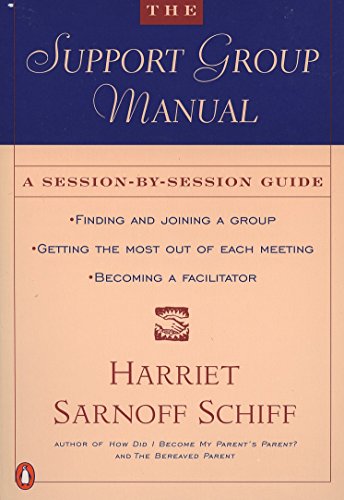 THE
SUPPORT GROUP
MANUAL
A SESSION-BY-SESSION GUIDE
•FINDING AND JOINING A GROUP
•GETTING THE MOST OUT OF EACH MEETING
•BECOMING A FACILITATOR
HARRIET
SARNOFF SCHIFF
AUTHOR OF HOW DID I BECOME MY PARENT'S PARENT?
AND THE BEREAVED PARENT